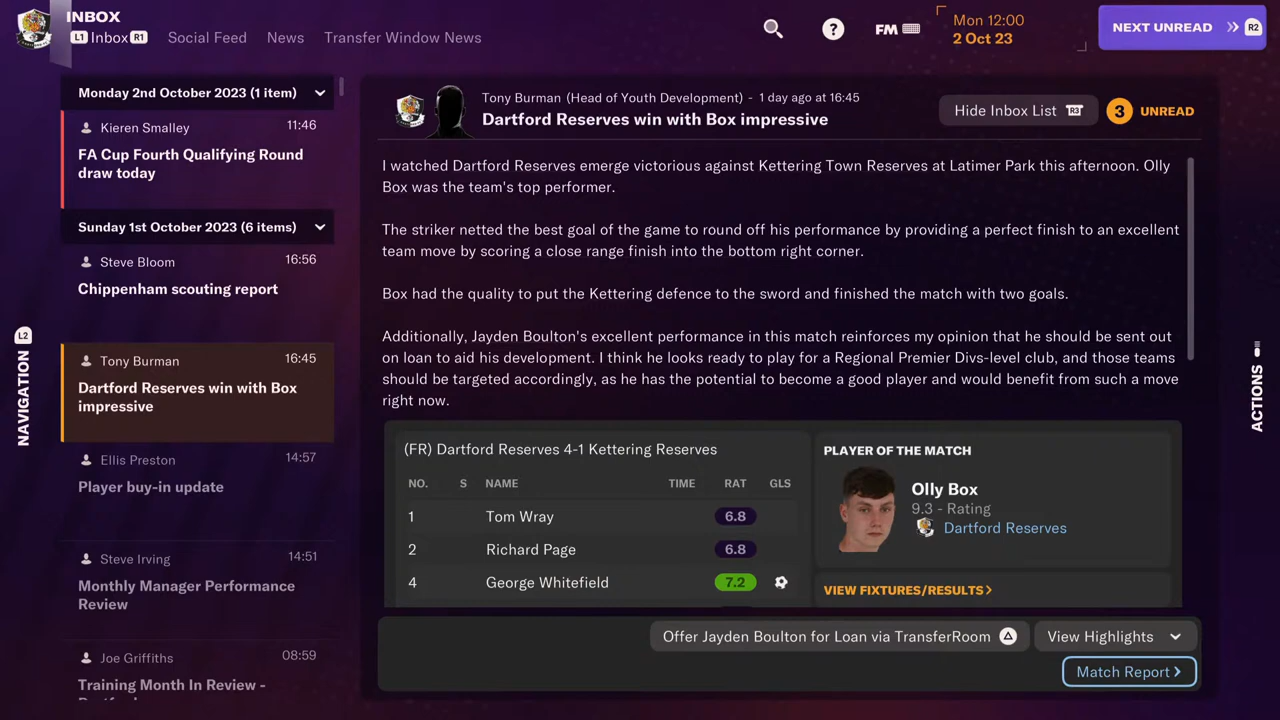 INBOX
L1 Inbox R1
Social Feed
News
Transfer Window News
FM
Mon 12:00
2 Oct 23
NEXT UNREAD
R2
Monday 2nd October 2023 (1 item)
Kieren Smalley
11:46
FA Cup Fourth Qualifying Round
draw today
Sunday 1st October 2023 (6 items)
Steve Bloom
16:56
Chippenham scouting report
Tony Burman
16:45
Dartford Reserves win with Box
impressive
Ellis Preston
14:57
Player buy-in update
Steve Irving
14:51
Monthly Manager Performance
Review
Joe Griffiths
08:59
Training Month In Review -
L2
NAVIGATION
Tony Burman (Head of Youth Development) - 1 day ago at 16:45
Dartford Reserves win with Box impressive
Hide Inbox List R3
3 UNREAD
I watched Dartford Reserves emerge victorious against Kettering Town Reserves at Latimer Park this afternoon. Olly
Box was the team's top performer.
The striker netted the best goal of the game to round off his performance by providing a perfect finish to an excellent
team move by scoring a close range finish into the bottom right corner.
Box had the quality to put the Kettering defence to the sword and finished the match with two goals.
Additionally, Jayden Boulton's excellent performance in this match reinforces my opinion that he should be sent out
on loan to aid his development. I think he looks ready to play for a Regional Premier Divs-level club, and those teams
should be targeted accordingly, as he has the potential to become a good player and would benefit from such a move
right now.
(FR) Dartford Reserves 4-1 Kettering Reserves
NO. S NAME TIME RAT GLS
1 Tom Wray 6.8
2 Richard Page 6.8
4 George Whitefield 7.2
PLAYER OF THE MATCH
Olly Box
9.3 - Rating
Dartford Reserves
VIEW FIXTURES/RESULTS >
Offer Jayden Boulton for Loan via TransferRoom
View Highlights
Match Report >
ACTIONS